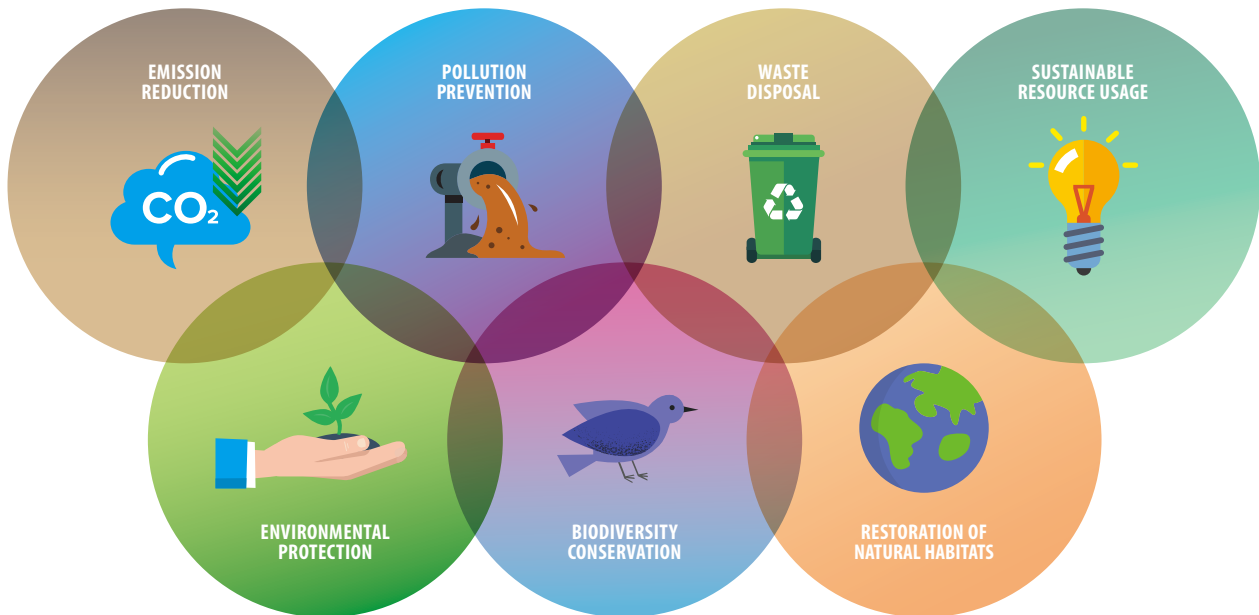 EMISSION
REDUCTION
CO₂
POLLUTION
PREVENTION
WASTE
DISPOSAL
SUSTAINABLE
RESOURCE USAGE
ENVIRONMENTAL
PROTECTION
BIODIVERSITY
CONSERVATION
RESTORATION OF
NATURAL HABITATS